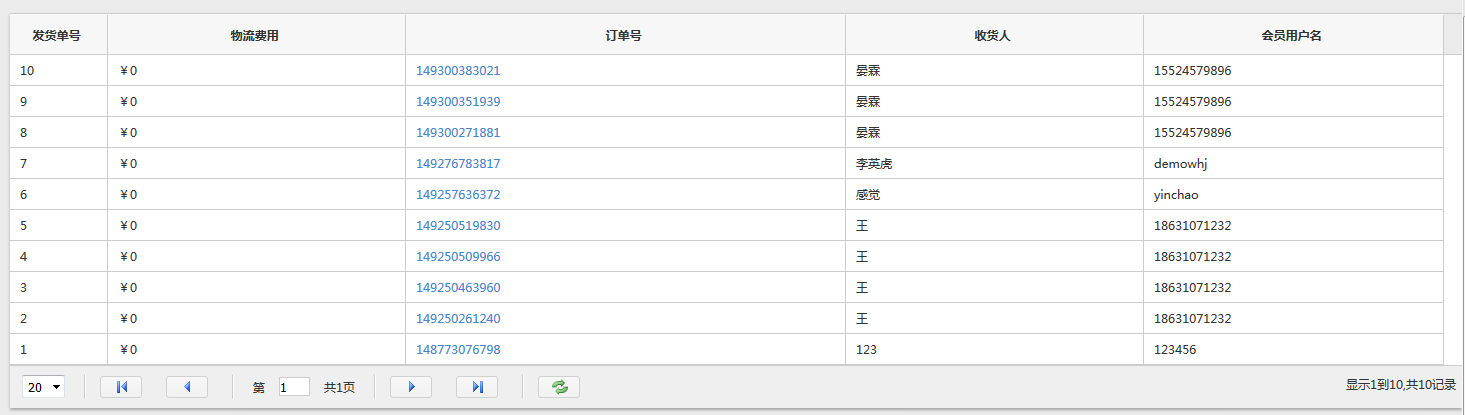 发货单号 物流费用 订单号 收货人 会员用户名
10 ￥0 149300383021 晏霖 15524579896
9 ￥0 149300351939 晏霖 15524579896
8 ￥0 149300271881 晏霖 15524579896
7 ￥0 149276783817 李英虎 demowhj
6 ￥0 149257636372 感觉 yinchao
5 ￥0 149250519830 王 18631071232
4 ￥0 149250509966 王 18631071232
3 ￥0 149250463960 王 18631071232
2 ￥0 149250261240 王 18631071232
1 ￥0 148773076798 123 123456
20 第 1 共1页 显示1到10,共10记录